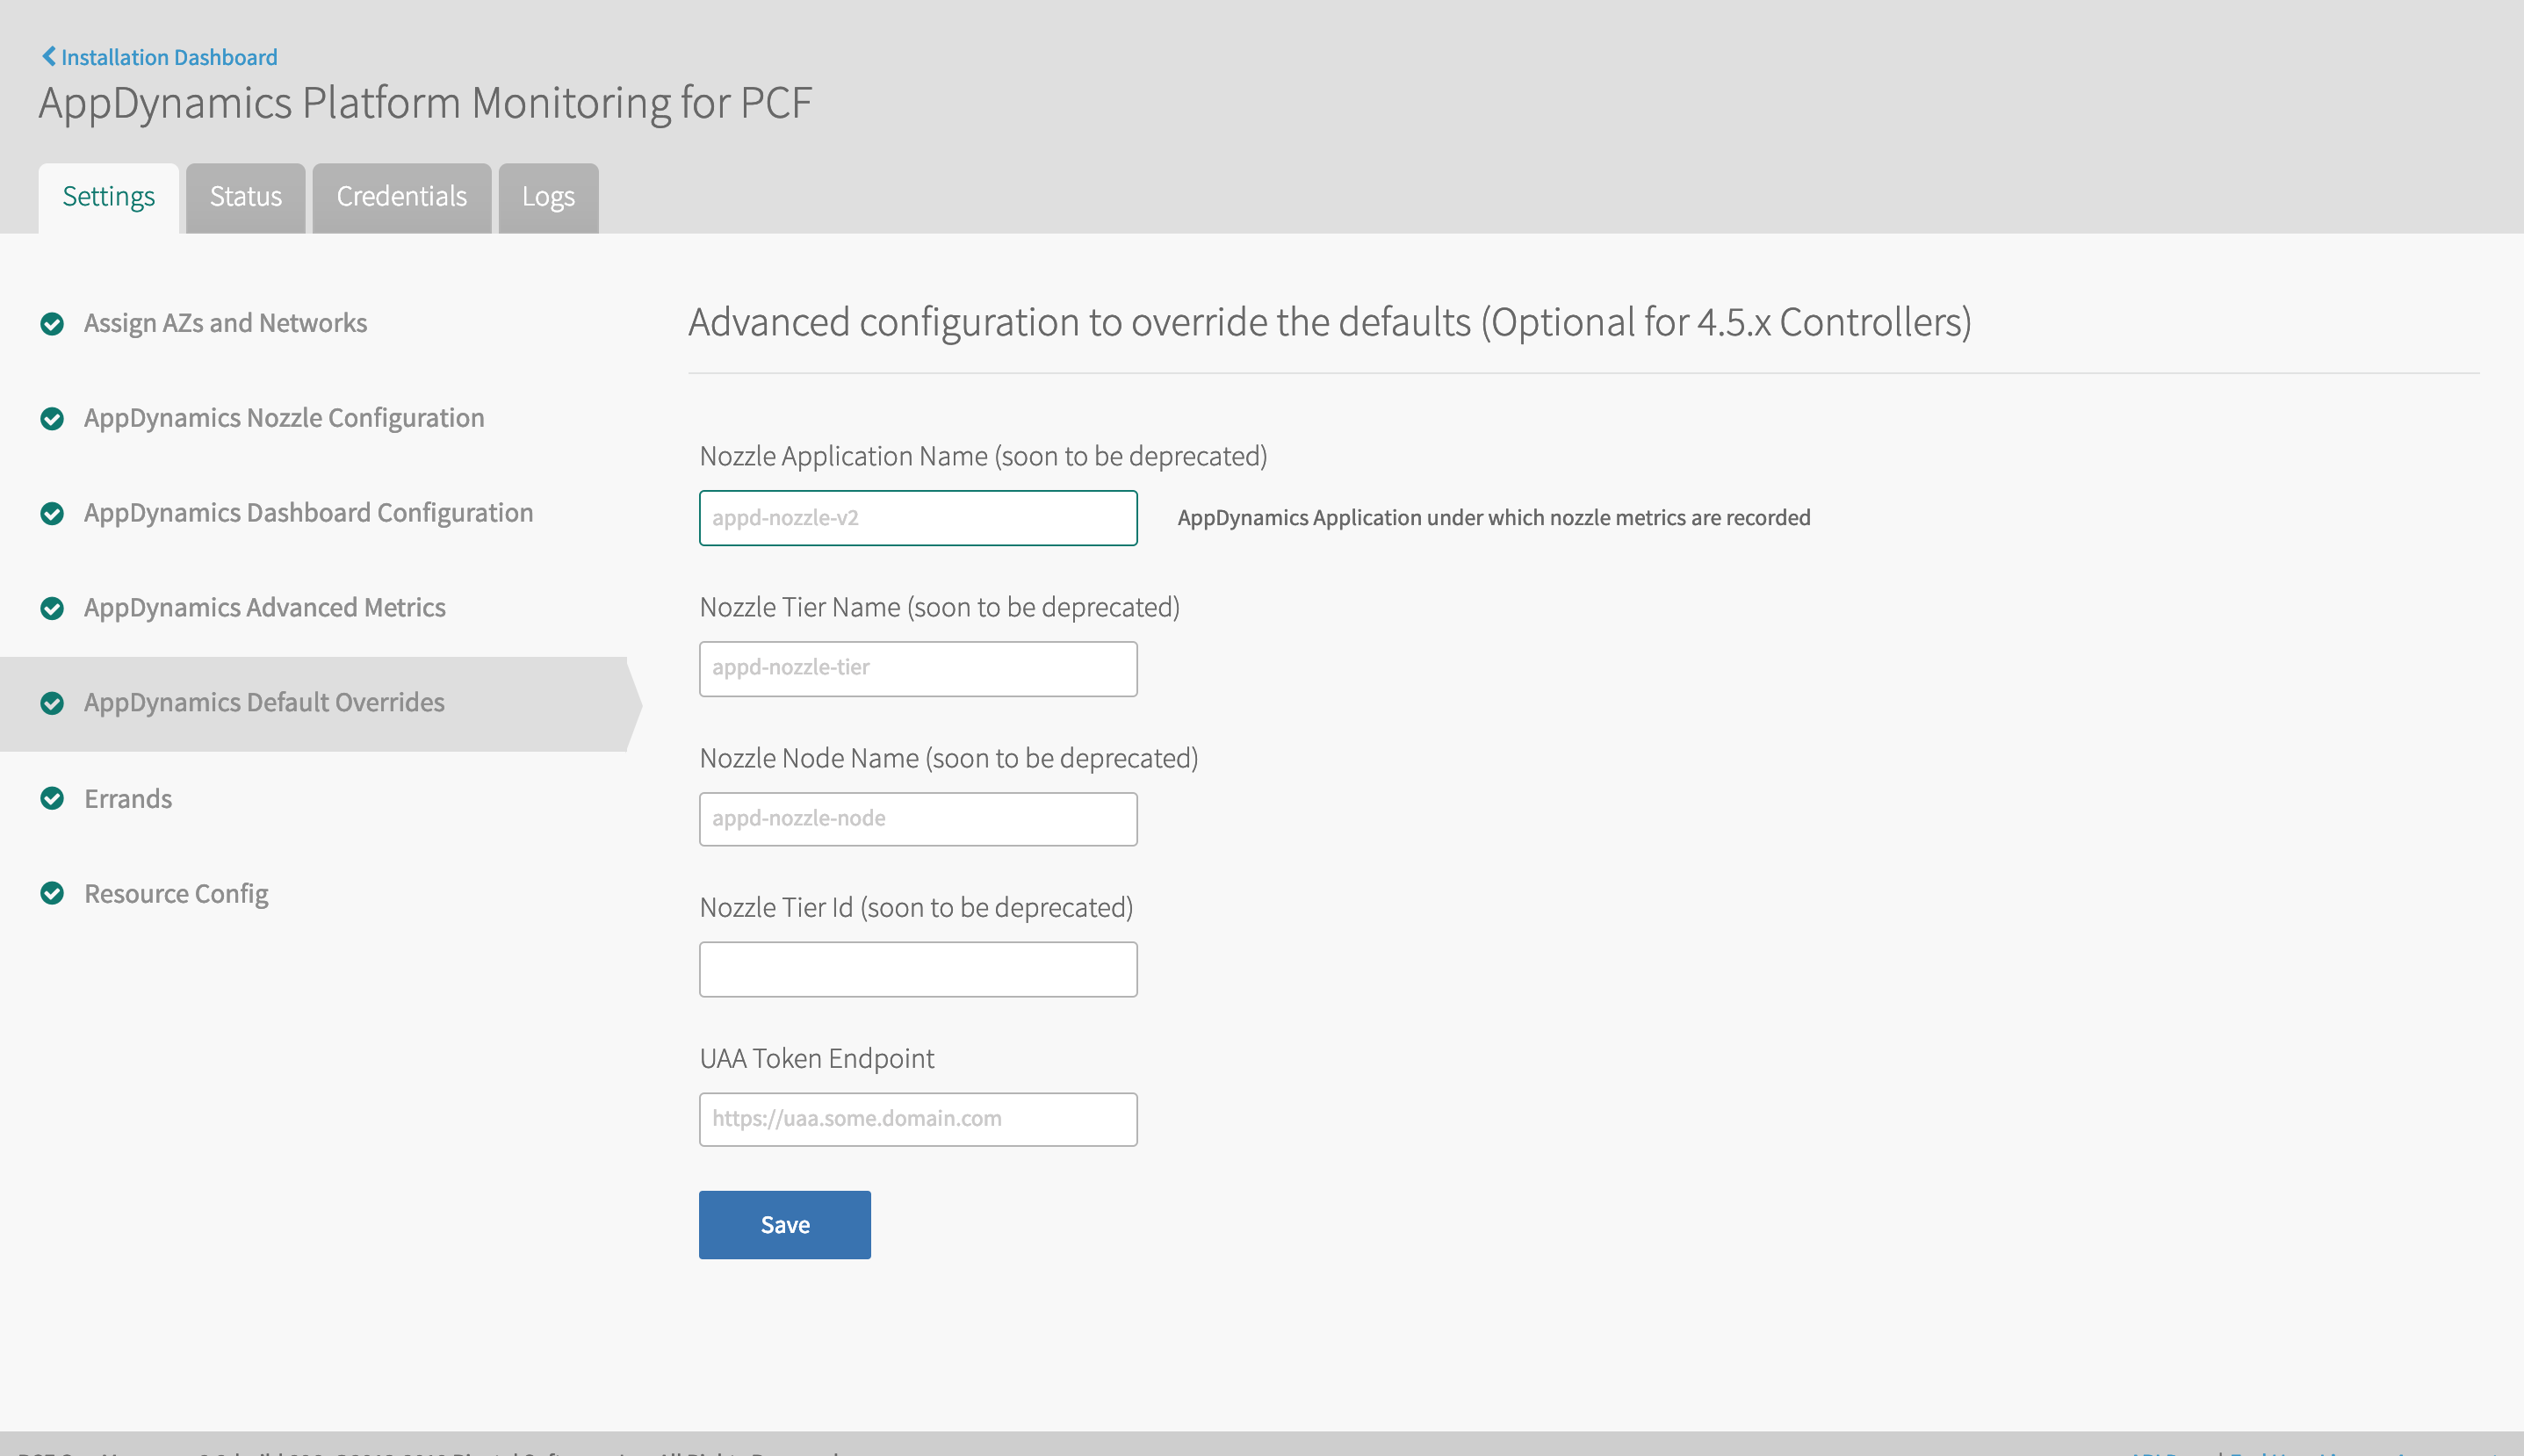 Installation Dashboard
AppDynamics Platform Monitoring for PCF
Settings
Status
Credentials
Logs
Assign AZs and Networks
AppDynamics Nozzle Configuration
AppDynamics Dashboard Configuration
AppDynamics Advanced Metrics
AppDynamics Default Overrides
Errands
Resource Config
Advanced configuration to override the defaults (Optional for 4.5.x Controllers)
Nozzle Application Name (soon to be deprecated)
appd-nozzle-v2
AppDynamics Application under which nozzle metrics are recorded
Nozzle Tier Name (soon to be deprecated)
appd-nozzle-tier
Nozzle Node Name (soon to be deprecated)
appd-nozzle-node
Nozzle Tier Id (soon to be deprecated)
UAA Token Endpoint
https://uaa.some.domain.com
Save